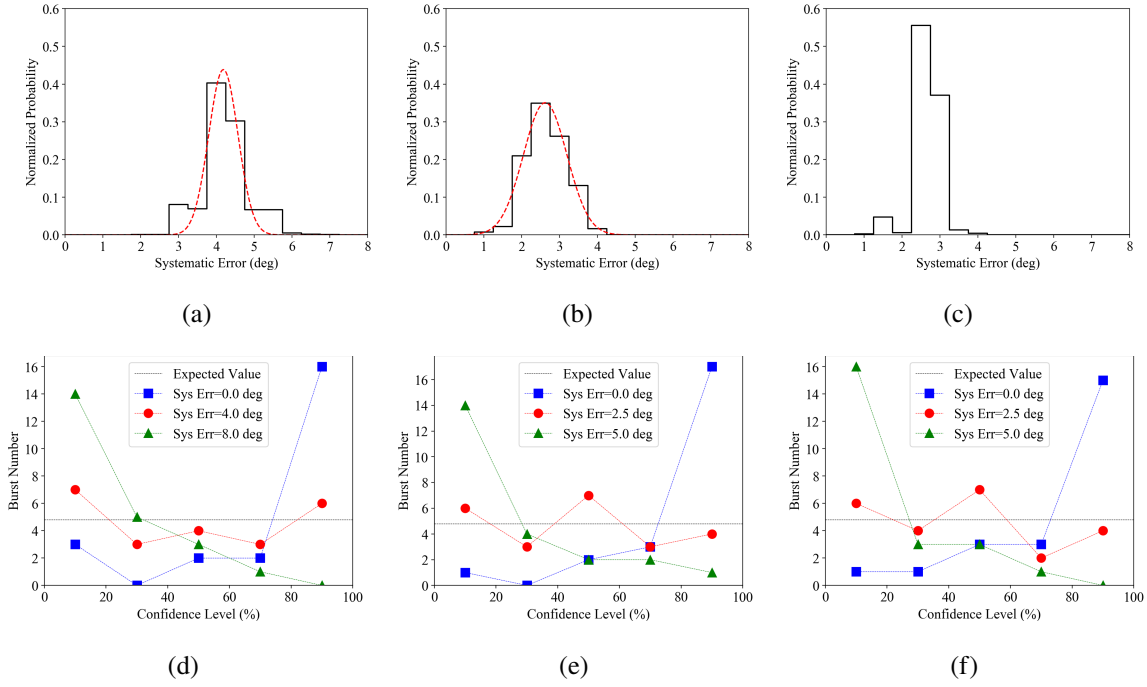 0.6
0.5
0.4
0.3
0.2
0.1
0.0
Normalized Probability
0 1 2 3 4 5 6 7 8
Systematic Error (deg)
(a)
0.6
0.5
0.4
0.3
0.2
0.1
0.0
Normalized Probability
0 1 2 3 4 5 6 7 8
Systematic Error (deg)
(b)
0.6
0.5
0.4
0.3
0.2
0.1
0.0
Normalized Probability
0 1 2 3 4 5 6 7 8
Systematic Error (deg)
(c)
16
14
12
10
8
6
4
2
0
Burst Number
Expected Value
Sys Err=0.0 deg
Sys Err=4.0 deg
Sys Err=8.0 deg
0 20 40 60 80 100
Confidence Level (%)
(d)
16
14
12
10
8
6
4
2
0
Burst Number
Expected Value
Sys Err=0.0 deg
Sys Err=2.5 deg
Sys Err=5.0 deg
0 20 40 60 80 100
Confidence Level (%)
(e)
16
14
12
10
8
6
4
2
0
Burst Number
Expected Value
Sys Err=0.0 deg
Sys Err=2.5 deg
Sys Err=5.0 deg
0 20 40 60 80 100
Confidence Level (%)
(f)